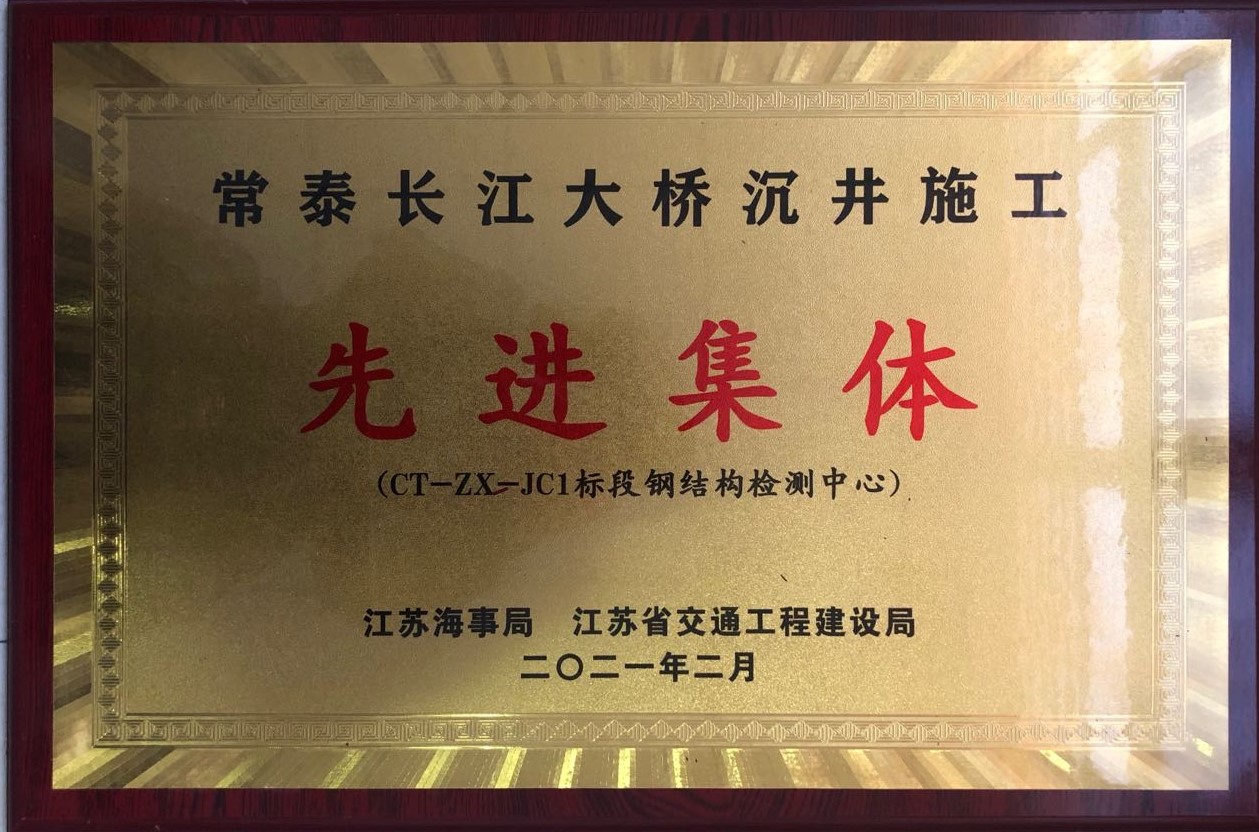 常泰长江大桥沉井施工
先进集体
（CT-ZX-JC1标段钢结构检测中心）
江苏海事局 江苏省交通工程建设局
二〇二一年二月